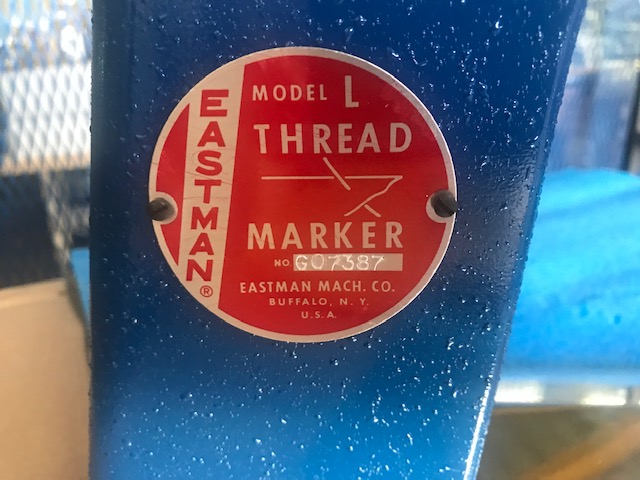 EASTMAN®
MODEL L
THREAD
MARKER
NO. G07387
EASTMAN MACH. CO.
BUFFALO, N. Y.
U.S.A.